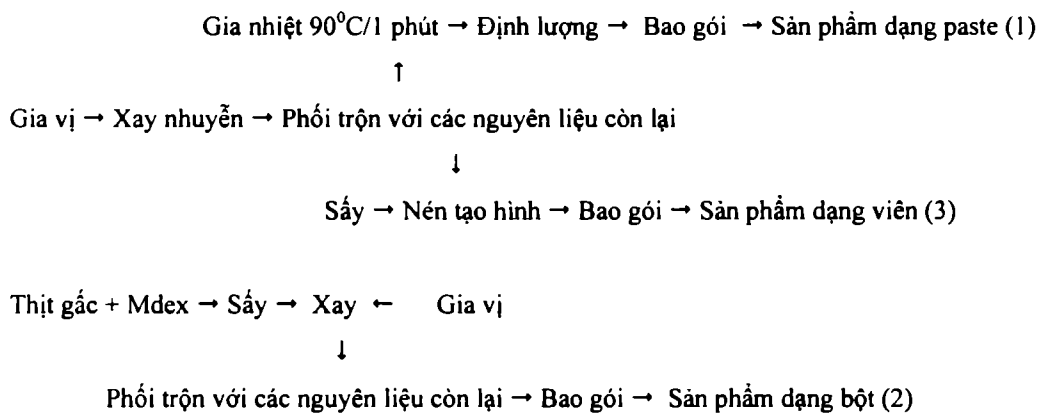 Gia nhiệt 90⁰C/1 phút → Định lượng → Bao gói → Sản phẩm dạng paste (1)
↑
Gia vị → Xay nhuyễn → Phối trộn với các nguyên liệu còn lại
↓
Sấy → Nén tạo hình → Bao gói → Sản phẩm dạng viên (3)
Thịt gấc + Mdex → Sấy → Xay ← Gia vị
↓
Phối trộn với các nguyên liệu còn lại → Bao gói → Sản phẩm dạng bột (2)